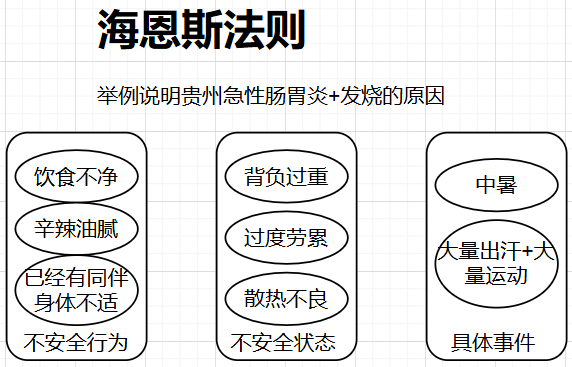 海恩斯法则
举例说明贵州急性肠胃炎+发烧的原因
饮食不净
辛辣油腻
已经有同伴
身体不适
不安全行为
背负过重
过度劳累
散热不良
不安全状态
中暑
大量出汗+大
量运动
具体事件